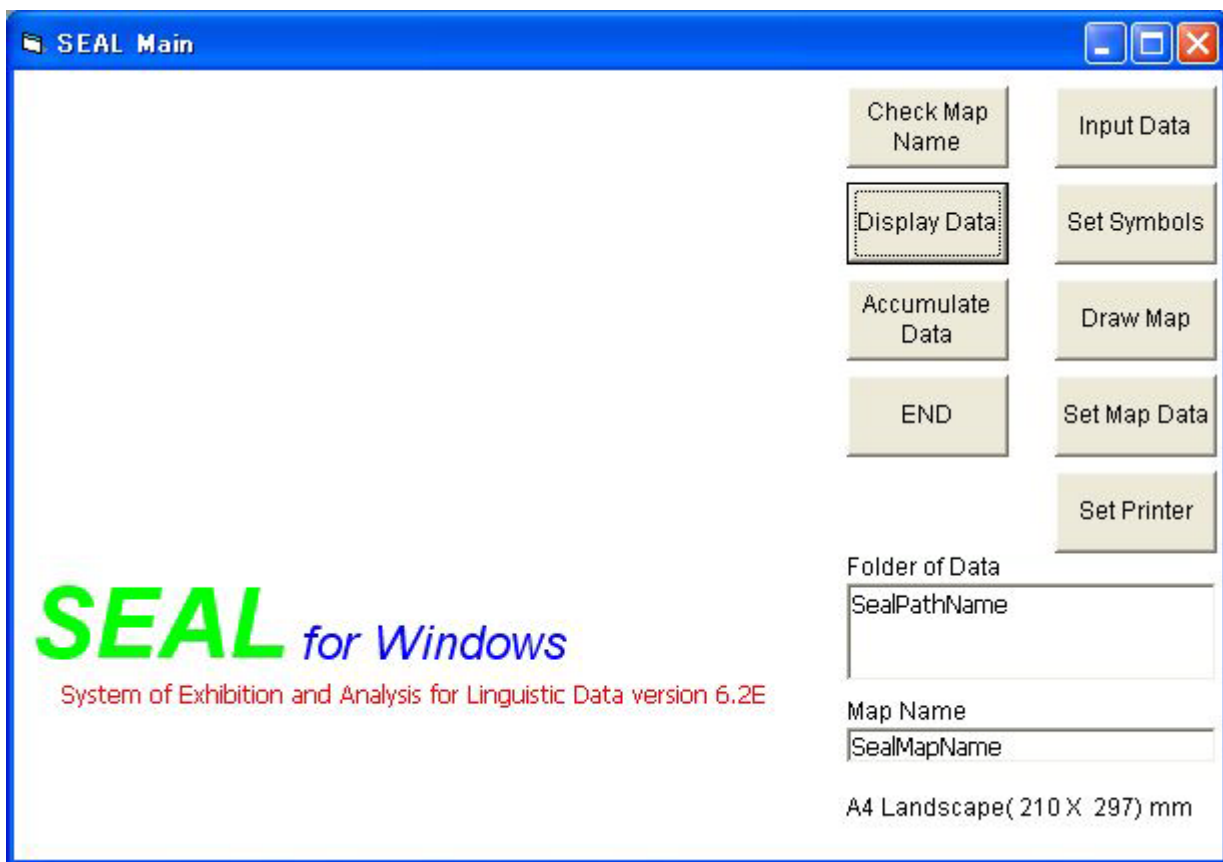 SEAL Main
Check Map
Name
Input Data
Display Data
Set Symbols
Accumulate
Data
Draw Map
END
Set Map Data
Set Printer
Folder of Data
SealPathName
SEAL for Windows
System of Exhibition and Analysis for Linguistic Data version 6.2E
Map Name
SealMapName
A4 Landscape( 210 X 297) mm